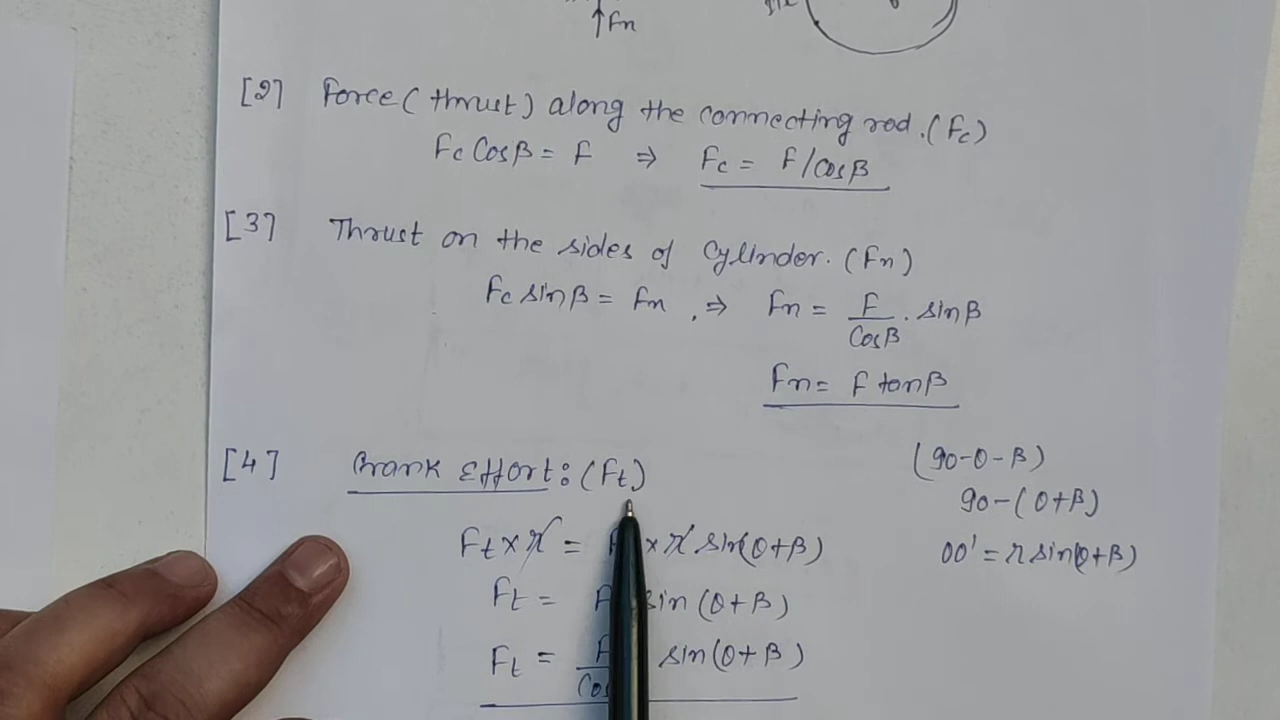 ↑Fn
[2] Force (thrust) along the connecting rod. (Fc)
Fc Cosβ = F ⇒ Fc = F/cosβ
[3] Thrust on the sides of Cylinder. (Fn)
Fc sinβ = Fn , ⇒ Fn = F/Cosβ . sinβ
Fn = F tanβ
[4] Crank Effort: (Ft)
(90-θ-β)
90-(θ+β)
Ft × r = × r sin(θ+β)
OO' = r sin(θ+β)
Ft = sin (θ+β)
Ft = sin(θ+β)